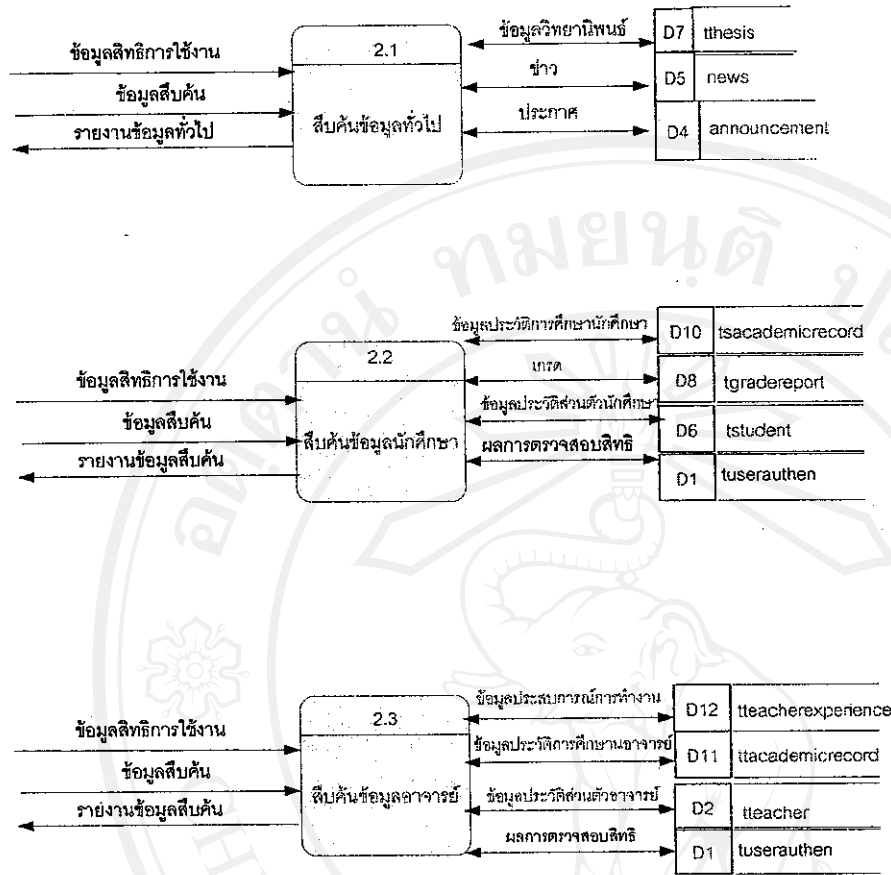 ข้อมูลสิทธิการใช้งาน
ข้อมูลสืบค้น
รายงานข้อมูลทั่วไป
2.1
สืบค้นข้อมูลทั่วไป
ข้อมูลวิทยานิพนธ์
D7 tthesis
ข่าว
D5 news
ประกาศ
D4 announcement
ข้อมูลสิทธิการใช้งาน
ข้อมูลสืบค้น
รายงานข้อมูลสืบค้น
2.2
สืบค้นข้อมูลนักศึกษา
ข้อมูลประวัติการศึกษานักศึกษา
D10 tsacademicrecord
เกรด
D8 tgradereport
ข้อมูลประวัติส่วนตัวนักศึกษา
D6 tstudent
ผลการตรวจสอบสิทธิ
D1 tuserauthen
ข้อมูลสิทธิการใช้งาน
ข้อมูลสืบค้น
รายงานข้อมูลสืบค้น
2.3
สืบค้นข้อมูลอาจารย์
ข้อมูลประสบการณ์การทำงาน
D12 tteacherexperience
ข้อมูลประวัติการศึกษานอาจารย์
D11 ttacademicrecord
ข้อมูลประวัติส่วนตัวอาจารย์
D2 tteacher
ผลการตรวจสอบสิทธิ
D1 tuserauthen